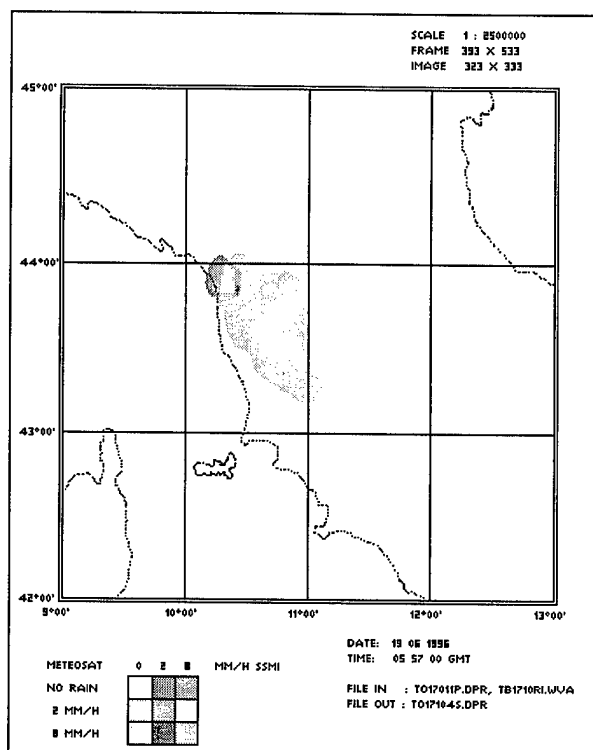 SCALE 1 : 2500000
FRAME 393 X 533
IMAGE 323 X 333
45°00'
44°00'
43°00'
42°00'
9°00' 10°00' 11°00' 12°00' 13°00'
DATE: 19 06 1996
TIME: 05 57 00 GMT
METEOSAT 0 2 8 MM/H SSMI
NO RAIN
2 MM/H
8 MM/H
FILE IN : TO17011P.DPR, TB1710RI.WVA
FILE OUT : TO17104S.DPR